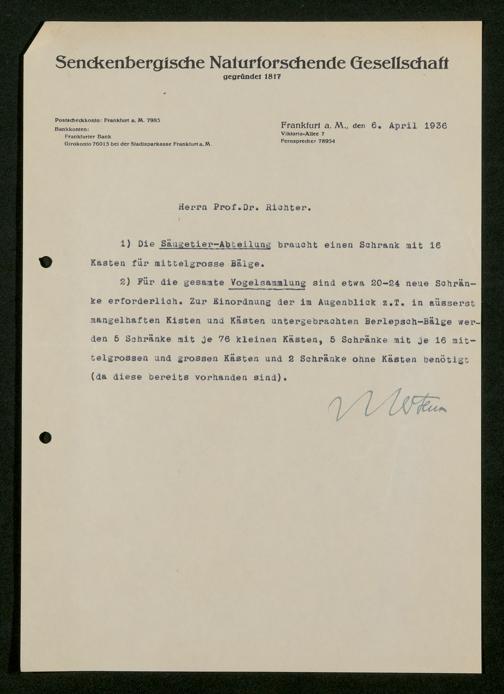 Senckenbergische Naturforschende Gesellschaft
gegründet 1817
Postscheckkonto: Frankfurt a. M. 7985
Bankkonten:
Frankfurter Bank
Girokonto 76015 bei der Stadtsparkasse Frankfurt a. M.
Frankfurt a. M., den 6. April 1936
Viktoria-Allee 7
Fernsprecher 78954
Herrn Prof.Dr. Richter.
1) Die Säugetier-Abteilung braucht einen Schrank mit 16
Kasten für mittelgrosse Bälge.
2) Für die gesamte Vogelsammlung sind etwa 20-24 neue Schrän-
ke erforderlich. Zur Einordnung der im Augenblick z.T. in äusserst
mangelhaften Kisten und Kästen untergebrachten Berlepsch-Bälge wer-
den 5 Schränke mit je 76 kleinen Kästen, 5 Schränke mit je 16 mit-
telgrossen und grossen Kästen und 2 Schränke ohne Kästen benötigt
(da diese bereits vorhanden sind).